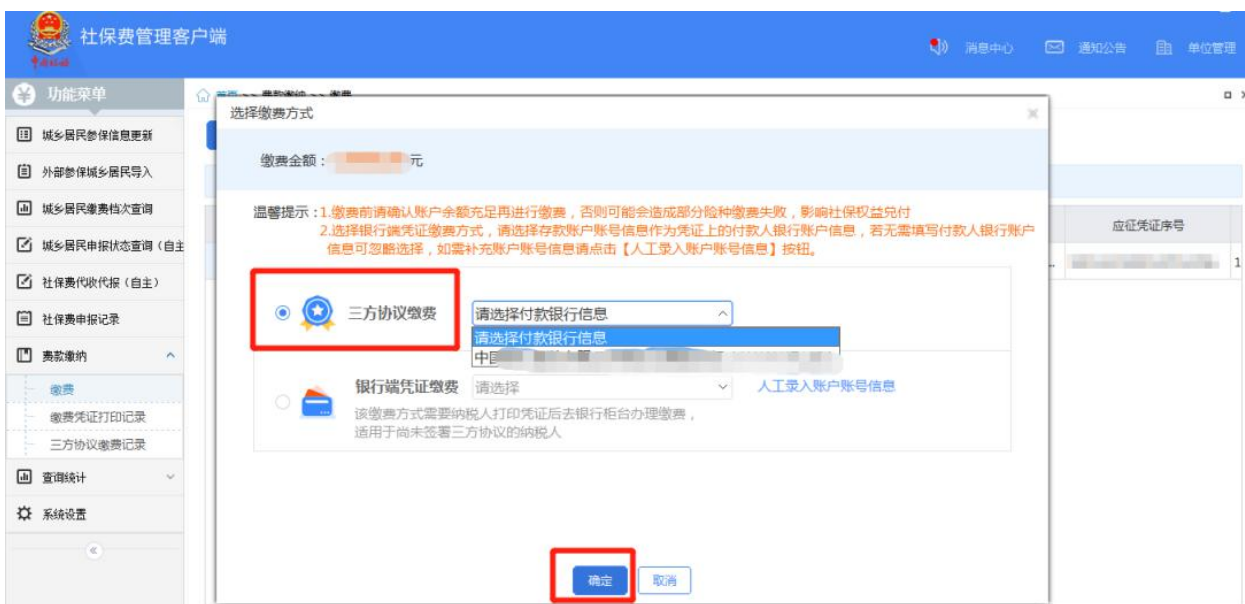 社保费管理客户端
消息中心
通知公告
单位管理
功能菜单
首页 >> 费款缴纳 >> 缴费
城乡居民参保信息更新
外部参保城乡居民导入
城乡居民缴费档次查询
城乡居民申报状态查询（自主
社保费代收代报（自主）
社保费申报记录
费款缴纳
缴费
缴费凭证打印记录
三方协议缴费记录
查询统计
系统设置
选择缴费方式
缴费金额：
元
温馨提示：1.缴费前请确认账户余额充足再进行缴费，否则可能会造成部分险种缴费失败，影响社保权益兑付
2.选择银行端凭证缴费方式，请选择存款账户账号信息作为凭证上的付款人银行账户信息，若无需填写付款人银行账户
信息可忽略选择，如需补充账户账号信息请点击【人工录入账户账号信息】按钮。
三方协议缴费
请选择付款银行信息
请选择付款银行信息
中国
银行端凭证缴费
请选择
人工录入账户账号信息
该缴费方式需要纳税人打印凭证后去银行柜台办理缴费，
适用于尚未签署三方协议的纳税人
确定
取消
应征凭证序号
1